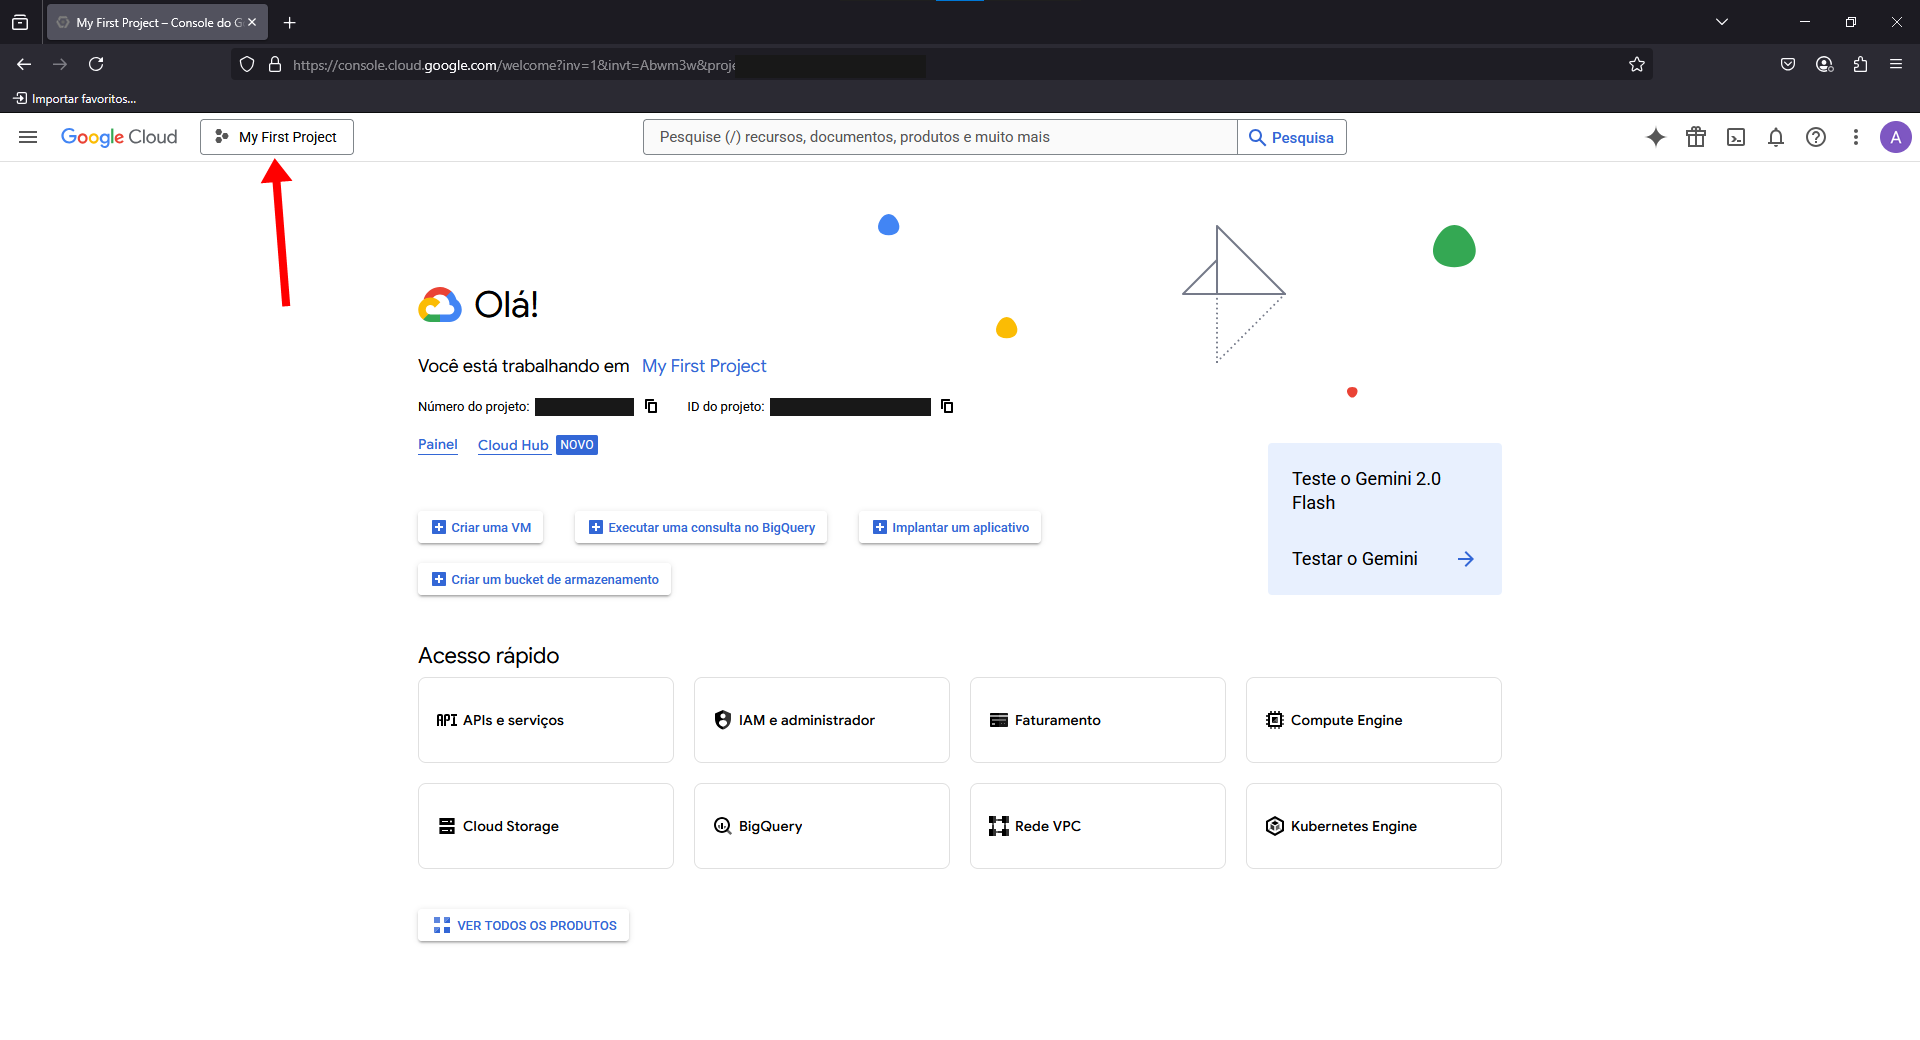 My First Project – Console do G
https://console.cloud.google.com/welcome?inv=1&invt=Abwm3w&proje
Importar favoritos...
Google Cloud
My First Project
Pesquise (/) recursos, documentos, produtos e muito mais
Pesquisa
A
Olá!
Você está trabalhando em My First Project
Número do projeto:
ID do projeto:
Painel
Cloud Hub NOVO
Teste o Gemini 2.0
Flash
Testar o Gemini
Criar uma VM
Executar uma consulta no BigQuery
Implantar um aplicativo
Criar um bucket de armazenamento
Acesso rápido
API APIs e serviços
IAM e administrador
Faturamento
Compute Engine
Cloud Storage
BigQuery
Rede VPC
Kubernetes Engine
VER TODOS OS PRODUTOS